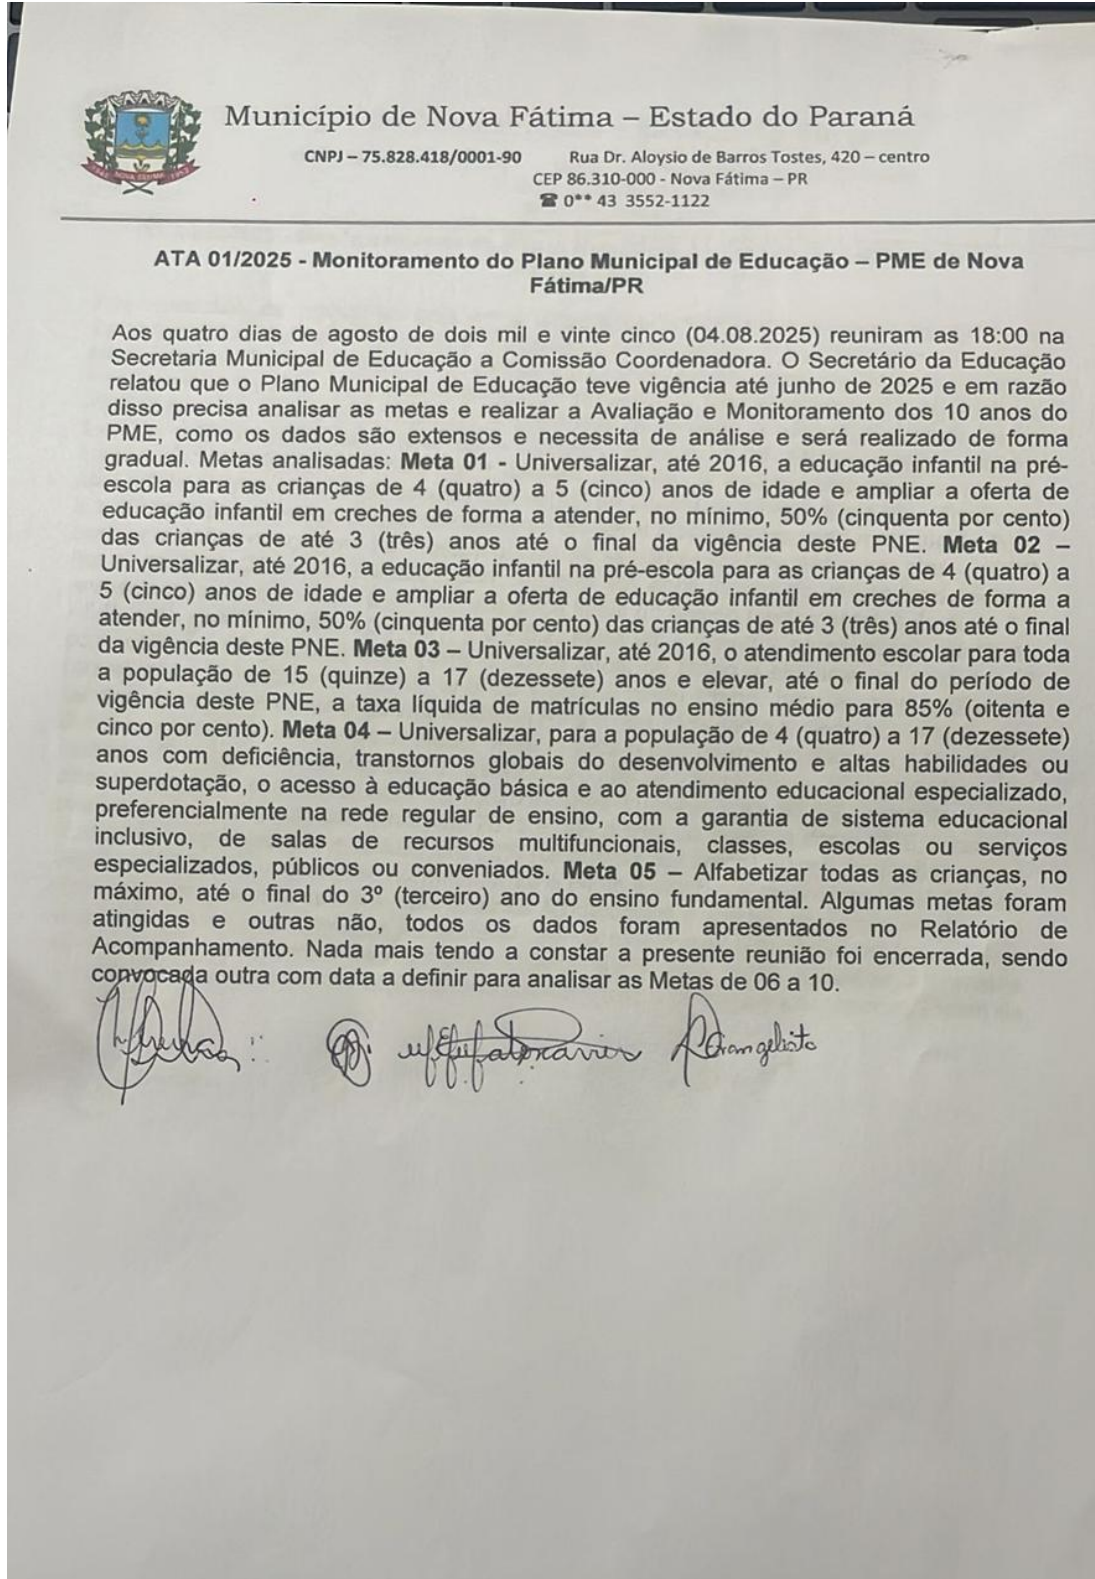 Município de Nova Fátima – Estado do Paraná
CNPJ – 75.828.418/0001-90 Rua Dr. Aloysio de Barros Tostes, 420 – centro
CEP 86.310-000 - Nova Fátima – PR
☎ 0** 43 3552-1122
NOVA FÁTIMA
ATA 01/2025 - Monitoramento do Plano Municipal de Educação – PME de Nova
Fátima/PR
Aos quatro dias de agosto de dois mil e vinte cinco (04.08.2025) reuniram as 18:00 na
Secretaria Municipal de Educação a Comissão Coordenadora. O Secretário da Educação
relatou que o Plano Municipal de Educação teve vigência até junho de 2025 e em razão
disso precisa analisar as metas e realizar a Avaliação e Monitoramento dos 10 anos do
PME, como os dados são extensos e necessita de análise e será realizado de forma
gradual. Metas analisadas: Meta 01 - Universalizar, até 2016, a educação infantil na pré-
escola para as crianças de 4 (quatro) a 5 (cinco) anos de idade e ampliar a oferta de
educação infantil em creches de forma a atender, no mínimo, 50% (cinquenta por cento)
das crianças de até 3 (três) anos até o final da vigência deste PNE. Meta 02 –
Universalizar, até 2016, a educação infantil na pré-escola para as crianças de 4 (quatro) a
5 (cinco) anos de idade e ampliar a oferta de educação infantil em creches de forma a
atender, no mínimo, 50% (cinquenta por cento) das crianças de até 3 (três) anos até o final
da vigência deste PNE. Meta 03 – Universalizar, até 2016, o atendimento escolar para toda
a população de 15 (quinze) a 17 (dezessete) anos e elevar, até o final do período de
vigência deste PNE, a taxa líquida de matrículas no ensino médio para 85% (oitenta e
cinco por cento). Meta 04 – Universalizar, para a população de 4 (quatro) a 17 (dezessete)
anos com deficiência, transtornos globais do desenvolvimento e altas habilidades ou
superdotação, o acesso à educação básica e ao atendimento educacional especializado,
preferencialmente na rede regular de ensino, com a garantia de sistema educacional
inclusivo, de salas de recursos multifuncionais, classes, escolas ou serviços
especializados, públicos ou conveniados. Meta 05 – Alfabetizar todas as crianças, no
máximo, até o final do 3º (terceiro) ano do ensino fundamental. Algumas metas foram
atingidas e outras não, todos os dados foram apresentados no Relatório de
Acompanhamento. Nada mais tendo a constar a presente reunião foi encerrada, sendo
convocada outra com data a definir para analisar as Metas de 06 a 10.